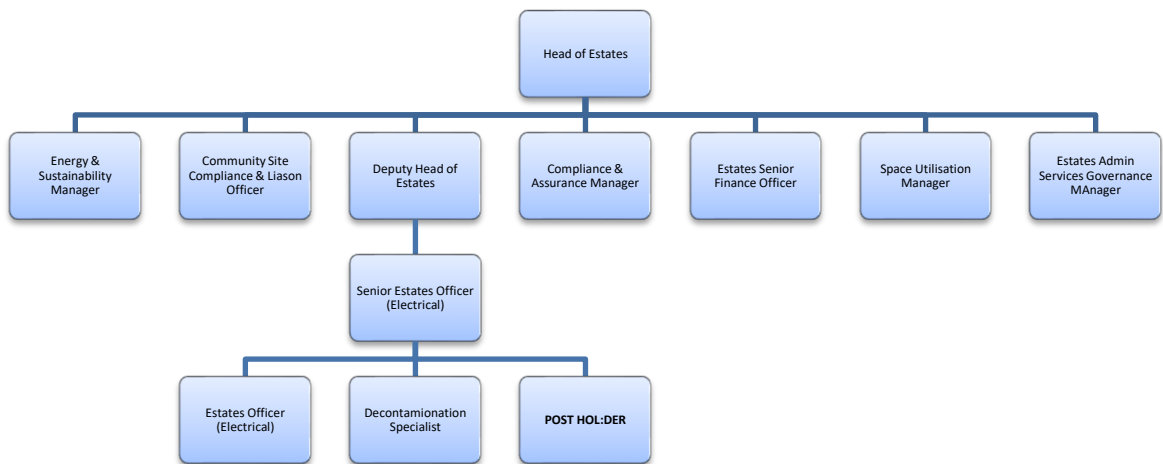 Head of Estates
Energy &
Sustainability
Manager
Community Site
Compliance & Liason
Officer
Deputy Head of
Estates
Compliance &
Assurance Manager
Estates Senior
Finance Officer
Space Utilisation
Manager
Estates Admin
Services Governance
MAnager
Senior Estates Officer
(Electrical)
Estates Officer
(Electrical)
Decontamionation
Specialist
POST HOL:DER